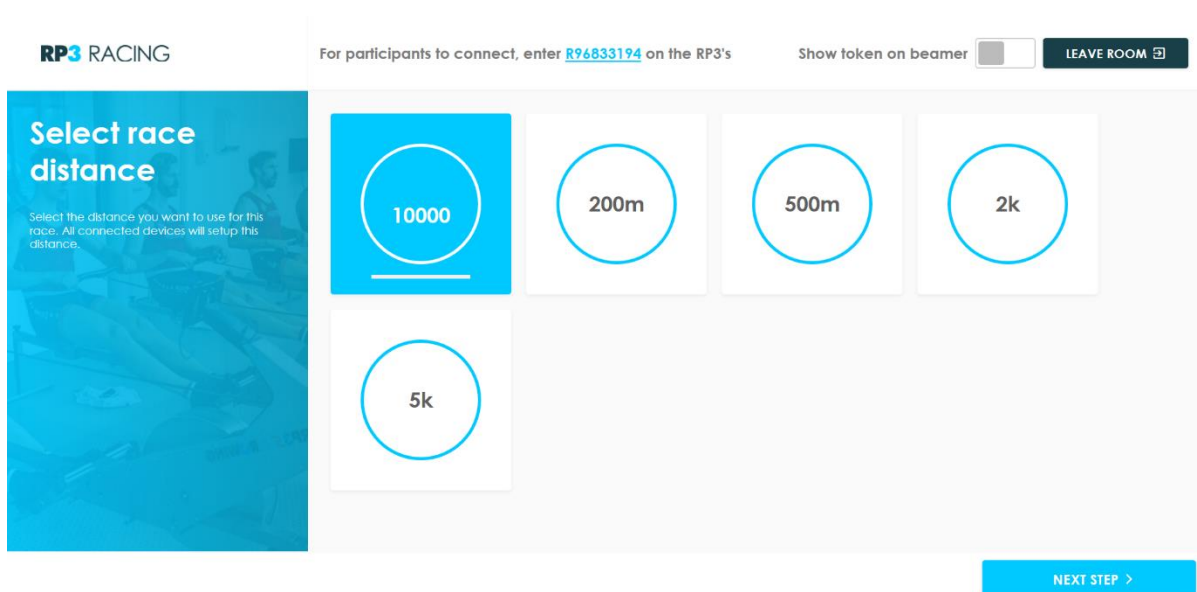 RP3 RACING
For participants to connect, enter R96833194 on the RP3's
Show token on beamer
LEAVE ROOM
Select race
distance
Select the distance you want to use for this
race. All connected devices will setup this
distance.
10000
200m
500m
2k
5k
NEXT STEP >